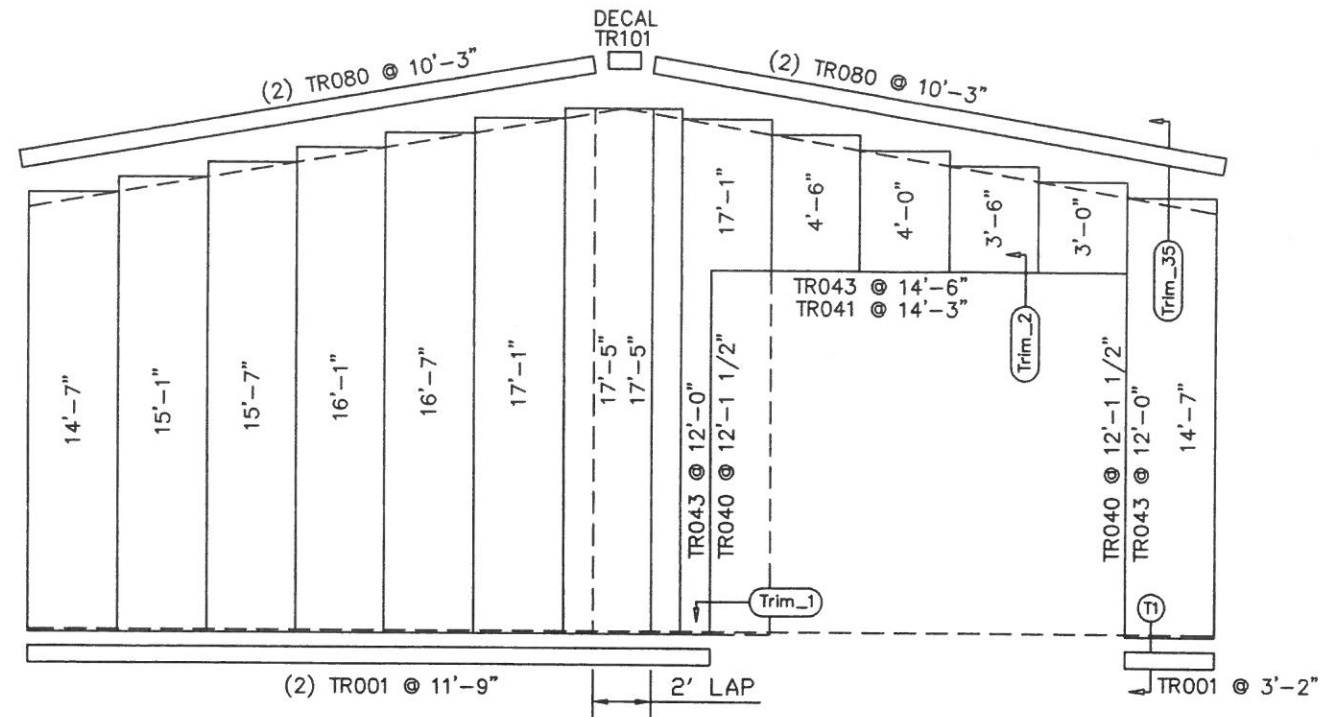 DECAL
TR101
(2) TR080 @ 10'-3"
(2) TR080 @ 10'-3"
14'-7"
15'-1"
15'-7"
16'-1"
16'-7"
17'-1"
17'-5"
17'-5"
17'-1"
4'-6"
4'-0"
3'-6"
3'-0"
14'-7"
Trim_35
TR043 @ 14'-6"
TR041 @ 14'-3"
Trim_2
TR043 @ 12'-0"
TR040 @ 12'-1 1/2"
TR040 @ 12'-1 1/2"
TR043 @ 12'-0"
Trim_1
T1
(2) TR001 @ 11'-9"
2' LAP
TR001 @ 3'-2"